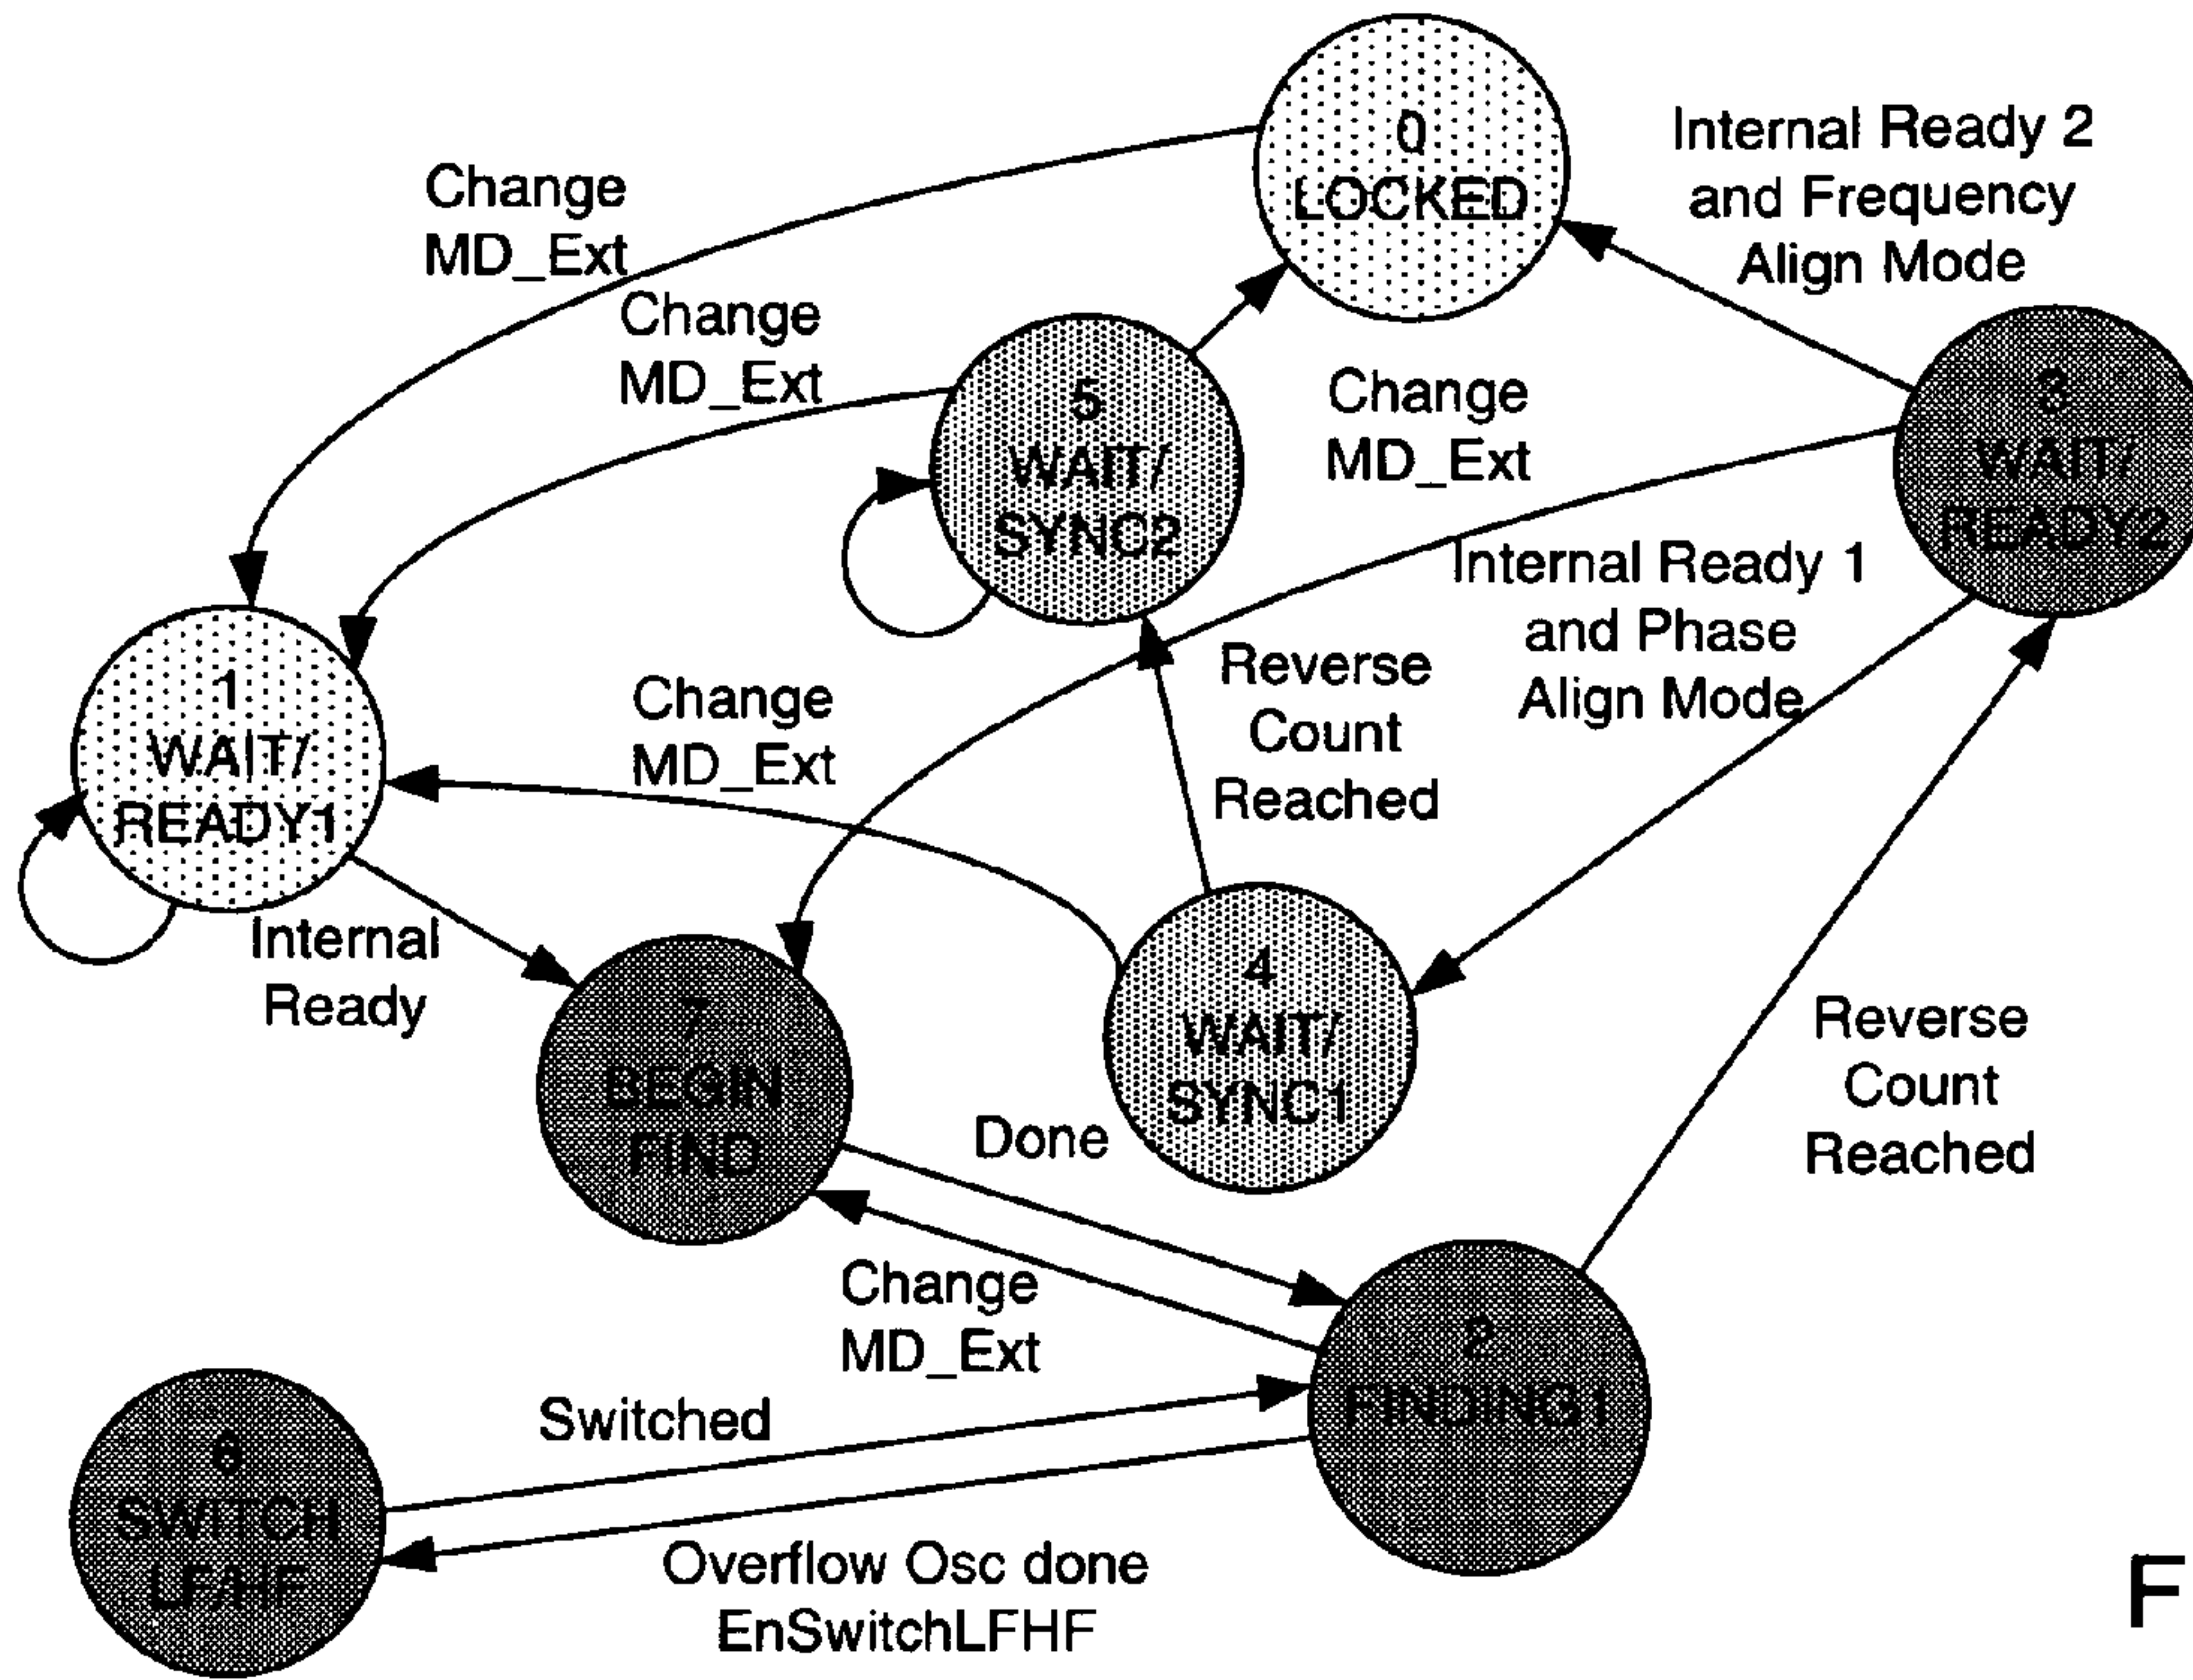 0
LOCKED
Internal Ready 2
and Frequency
Align Mode
Change
MD_Ext
Change
MD_Ext
5
WAIT/
SYNC2
Change
MD_Ext
3
WAIT/
READY2
Internal Ready 1
and Phase
Align Mode
1
WAIT/
READY1
Change
MD_Ext
Reverse
Count
Reached
Internal
Ready
7
BEGIN
FIND
4
WAIT/
SYNC1
Reverse
Count
Reached
Done
Change
MD_Ext
2
FINDING1
6
SWITCH
LF/HF
Switched
Overflow Osc done
EnSwitchLFHF
F